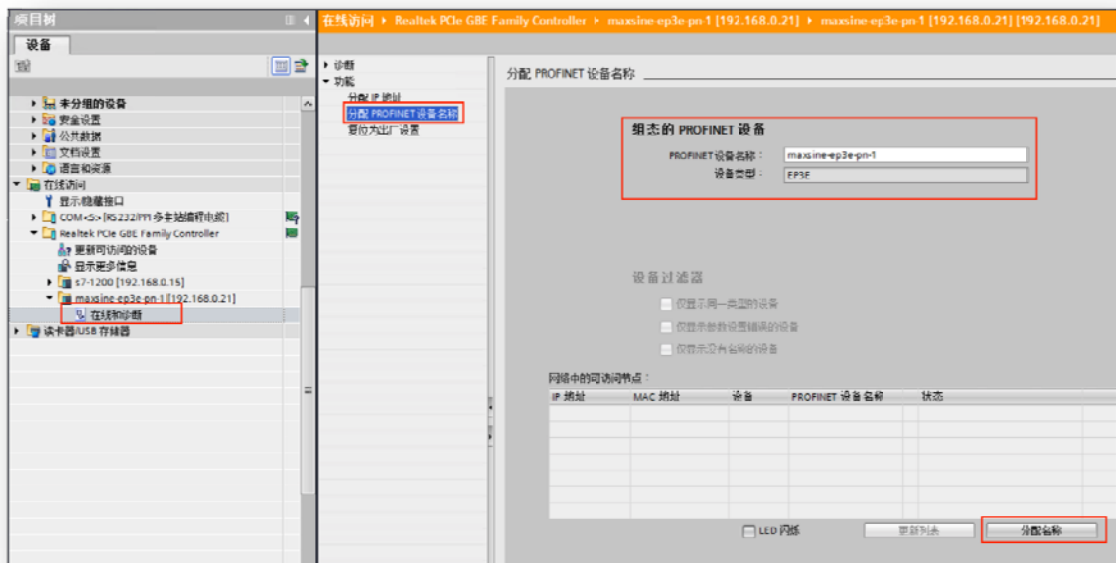 项目树
设备
未分组的设备
安全设置
公共数据
文档设置
语言和资源
在线访问
显示/隐藏接口
COM <5> [RS232/PPI 多主站编程电缆]
Realtek PCIe GBE Family Controller
更新可访问的设备
显示更多信息
s7-1200 [192.168.0.15]
maxsine-ep3e-pn-1 [192.168.0.21]
在线和诊断
读卡器/USB 存储器
在线访问 Realtek PCIe GBE Family Controller maxsine-ep3e-pn-1 [192.168.0.21] maxsine-ep3e-pn-1 [192.168.0.21] [192.168.0.21]
诊断
功能
分配 IP 地址
分配 PROFINET 设备名称
复位为出厂设置
分配 PROFINET 设备名称
组态的 PROFINET 设备
PROFINET 设备名称： maxsine-ep3e-pn-1
设备类型： EP3E
设备过滤器
仅显示同一类型的设备
仅显示参数设置错误的设备
仅显示没有名称的设备
网络中的可访问节点：
IP 地址 MAC 地址 设备 PROFINET 设备名称 状态
LED 闪烁 更新列表 分配名称